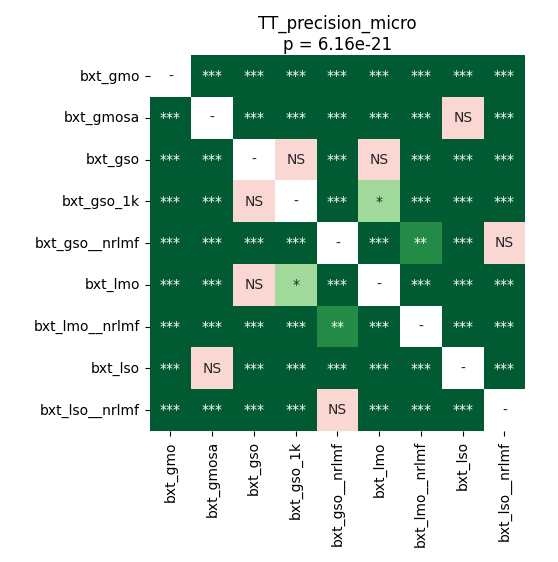 TT_precision_micro
p = 6.16e-21
bxt_gmo - *** *** *** *** *** *** *** ***
bxt_gmosa *** - *** *** *** *** *** NS ***
bxt_gso *** *** - NS *** NS *** *** ***
bxt_gso_1k *** *** NS - *** * *** *** ***
bxt_gso__nrlmf *** *** *** *** - *** ** *** NS
bxt_lmo *** *** NS * *** - *** *** ***
bxt_lmo__nrlmf *** *** *** *** ** *** - *** ***
bxt_lso *** NS *** *** *** *** *** - ***
bxt_lso__nrlmf *** *** *** *** NS *** *** *** -
bxt_gmo
bxt_gmosa
bxt_gso
bxt_gso_1k
bxt_gso__nrlmf
bxt_lmo
bxt_lmo__nrlmf
bxt_lso
bxt_lso__nrlmf